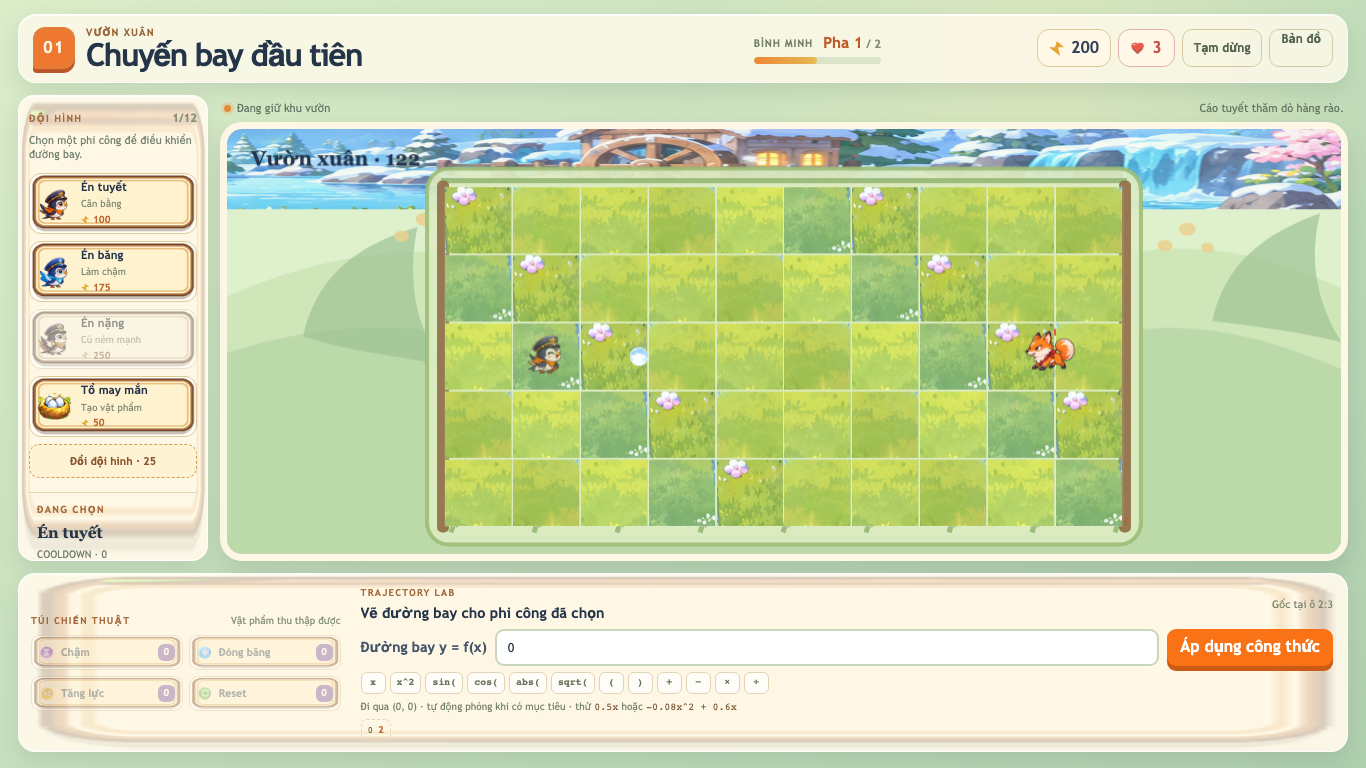 01
VƯỜN XUÂN
Chuyến bay đầu tiên
BÌNH MINH Pha 1 / 2
200
3
Tạm dừng
Bản đồ
ĐỘI HÌNH 1/12
Chọn một phi công để điều khiển
đường bay.
Én tuyết
Cân bằng
100
Én băng
Làm chậm
175
Én nặng
Cú ném mạnh
250
Tổ may mắn
Tạo vật phẩm
50
Đổi đội hình · 25
ĐANG CHỌN
Én tuyết
COOLDOWN · 0
Đang giữ khu vườn
Cáo tuyết thăm dò hàng rào.
Vườn xuân · 122
TÚI CHIẾN THUẬT
Vật phẩm thu thập được
Chậm 0
Đóng băng 0
Tăng lực 0
Reset 0
TRAJECTORY LAB
Vẽ đường bay cho phi công đã chọn
Gốc tại ô 2:3
Đường bay y = f(x) 0
Áp dụng công thức
x x^2 sin( cos( abs( sqrt( ( ) + − × ÷
Đi qua (0, 0) · tự động phóng khi có mục tiêu · thử 0.5x hoặc −0.08x^2 + 0.6x
0 2